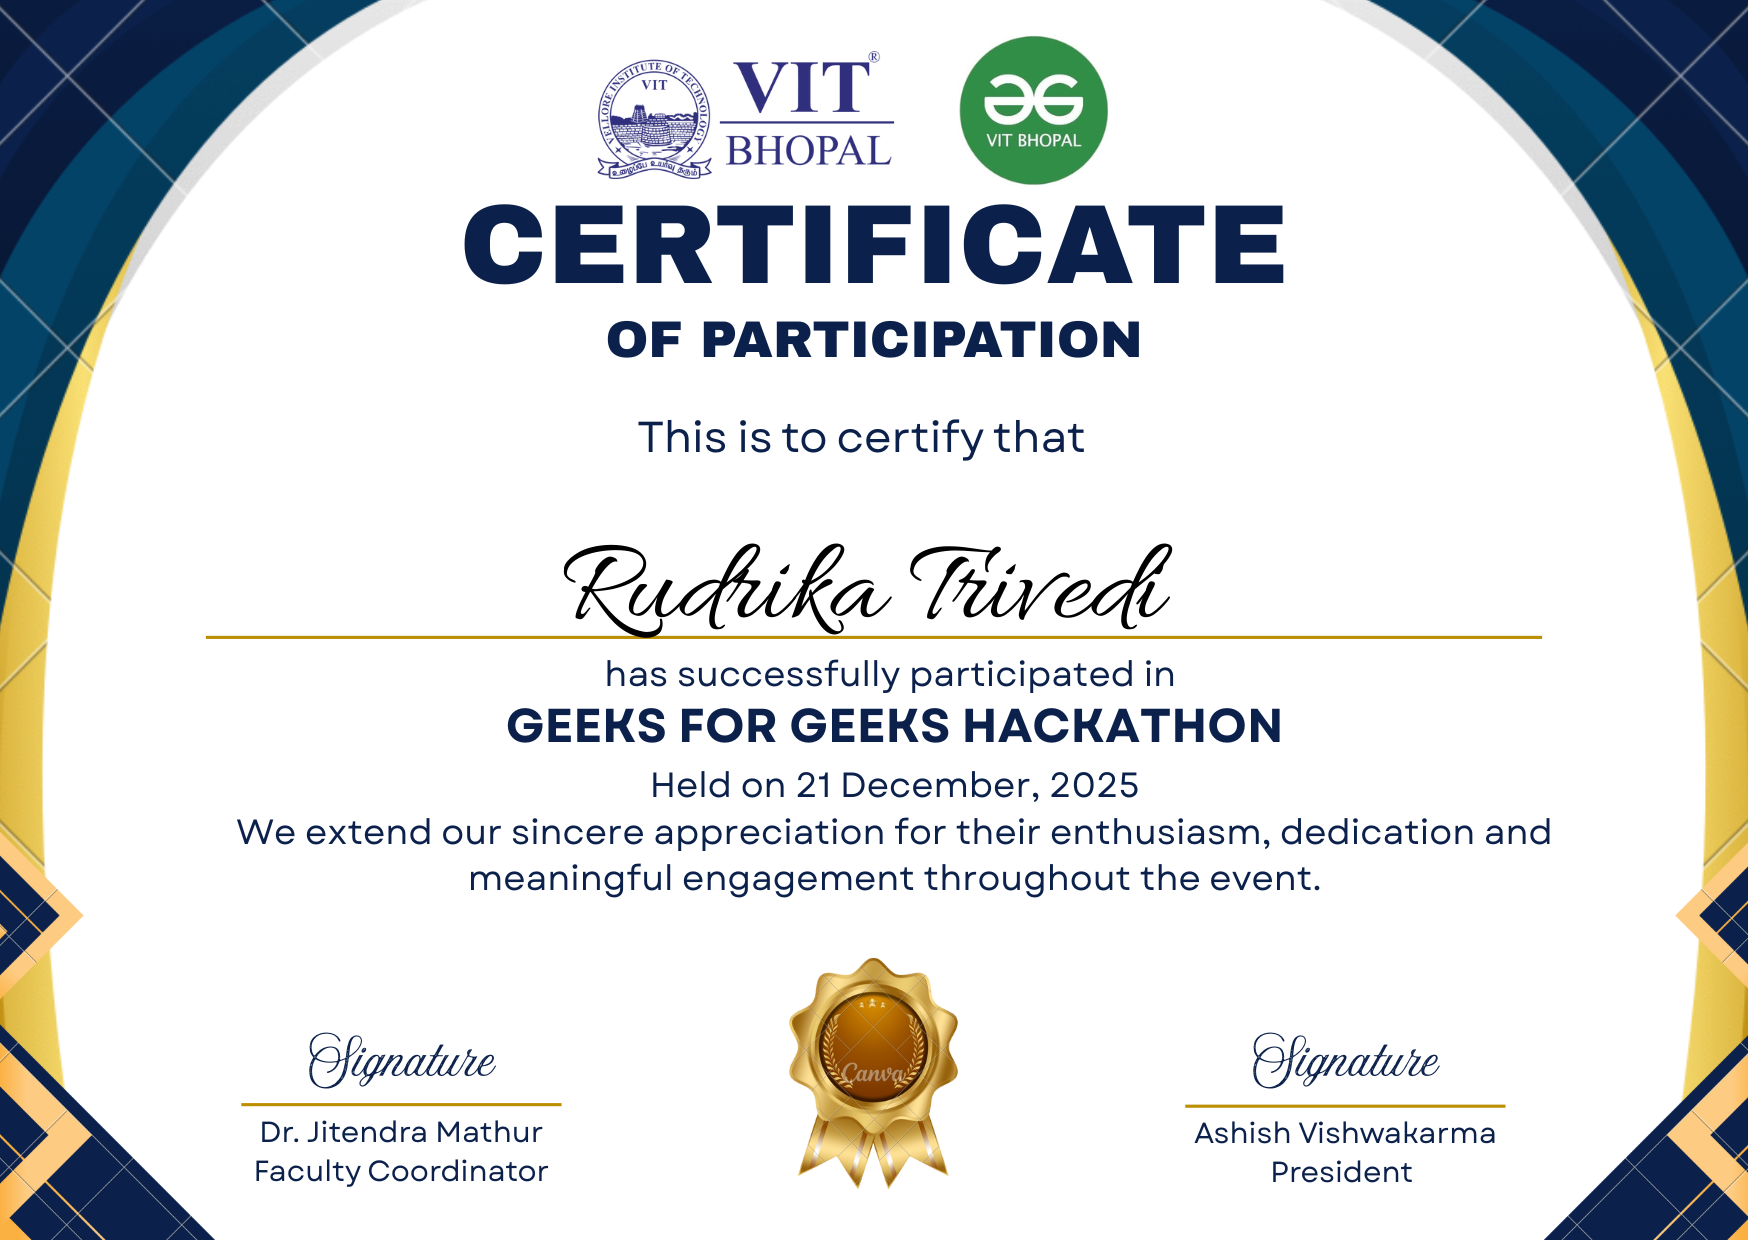 VELLORE INSTITUTE OF TECHNOLOGY
VIT
VIT®
BHOPAL
VIT BHOPAL
CERTIFICATE
OF PARTICIPATION
This is to certify that
Rudrika Trivedi
has successfully participated in
GEEKS FOR GEEKS HACKATHON
Held on 21 December, 2025
We extend our sincere appreciation for their enthusiasm, dedication and
meaningful engagement throughout the event.
Canva
Signature
Dr. Jitendra Mathur
Faculty Coordinator
Signature
Ashish Vishwakarma
President